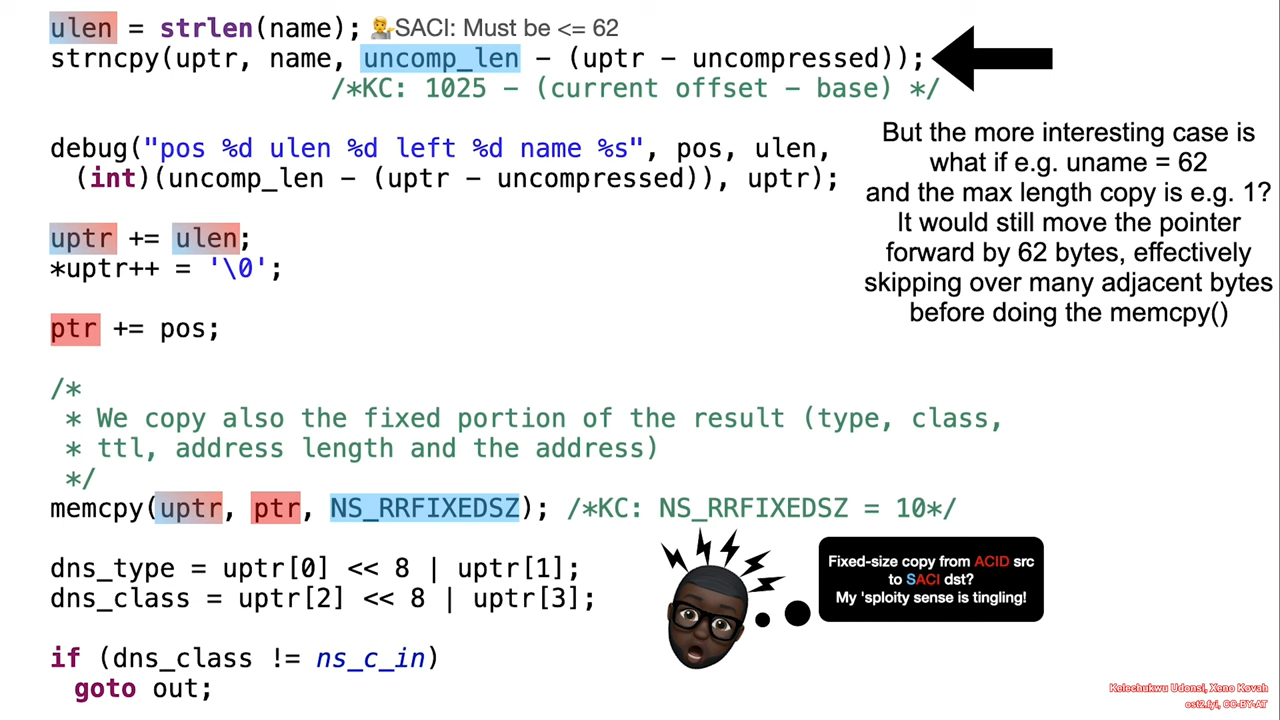 ulen = strlen(name); SACI: Must be <= 62
strncpy(uptr, name, uncomp_len - (uptr - uncompressed));
/*KC: 1025 - (current offset - base) */
debug("pos %d ulen %d left %d name %s", pos, ulen,
(int)(uncomp_len - (uptr - uncompressed)), uptr);
But the more interesting case is
what if e.g. uname = 62
and the max length copy is e.g. 1?
It would still move the pointer
forward by 62 bytes, effectively
skipping over many adjacent bytes
before doing the memcpy()
uptr += ulen;
*uptr++ = '\0';
ptr += pos;
/*
* We copy also the fixed portion of the result (type, class,
* ttl, address length and the address)
*/
memcpy(uptr, ptr, NS_RRFIXEDSZ); /*KC: NS_RRFIXEDSZ = 10*/
dns_type = uptr[0] << 8 | uptr[1];
dns_class = uptr[2] << 8 | uptr[3];
Fixed-size copy from ACID src
to SACI dst?
My 'sploity sense is tingling!
if (dns_class != ns_c_in)
goto out;
Kelechukwu Udonsi, Xeno Kovah
ost2.fyi, CC-BY-AT